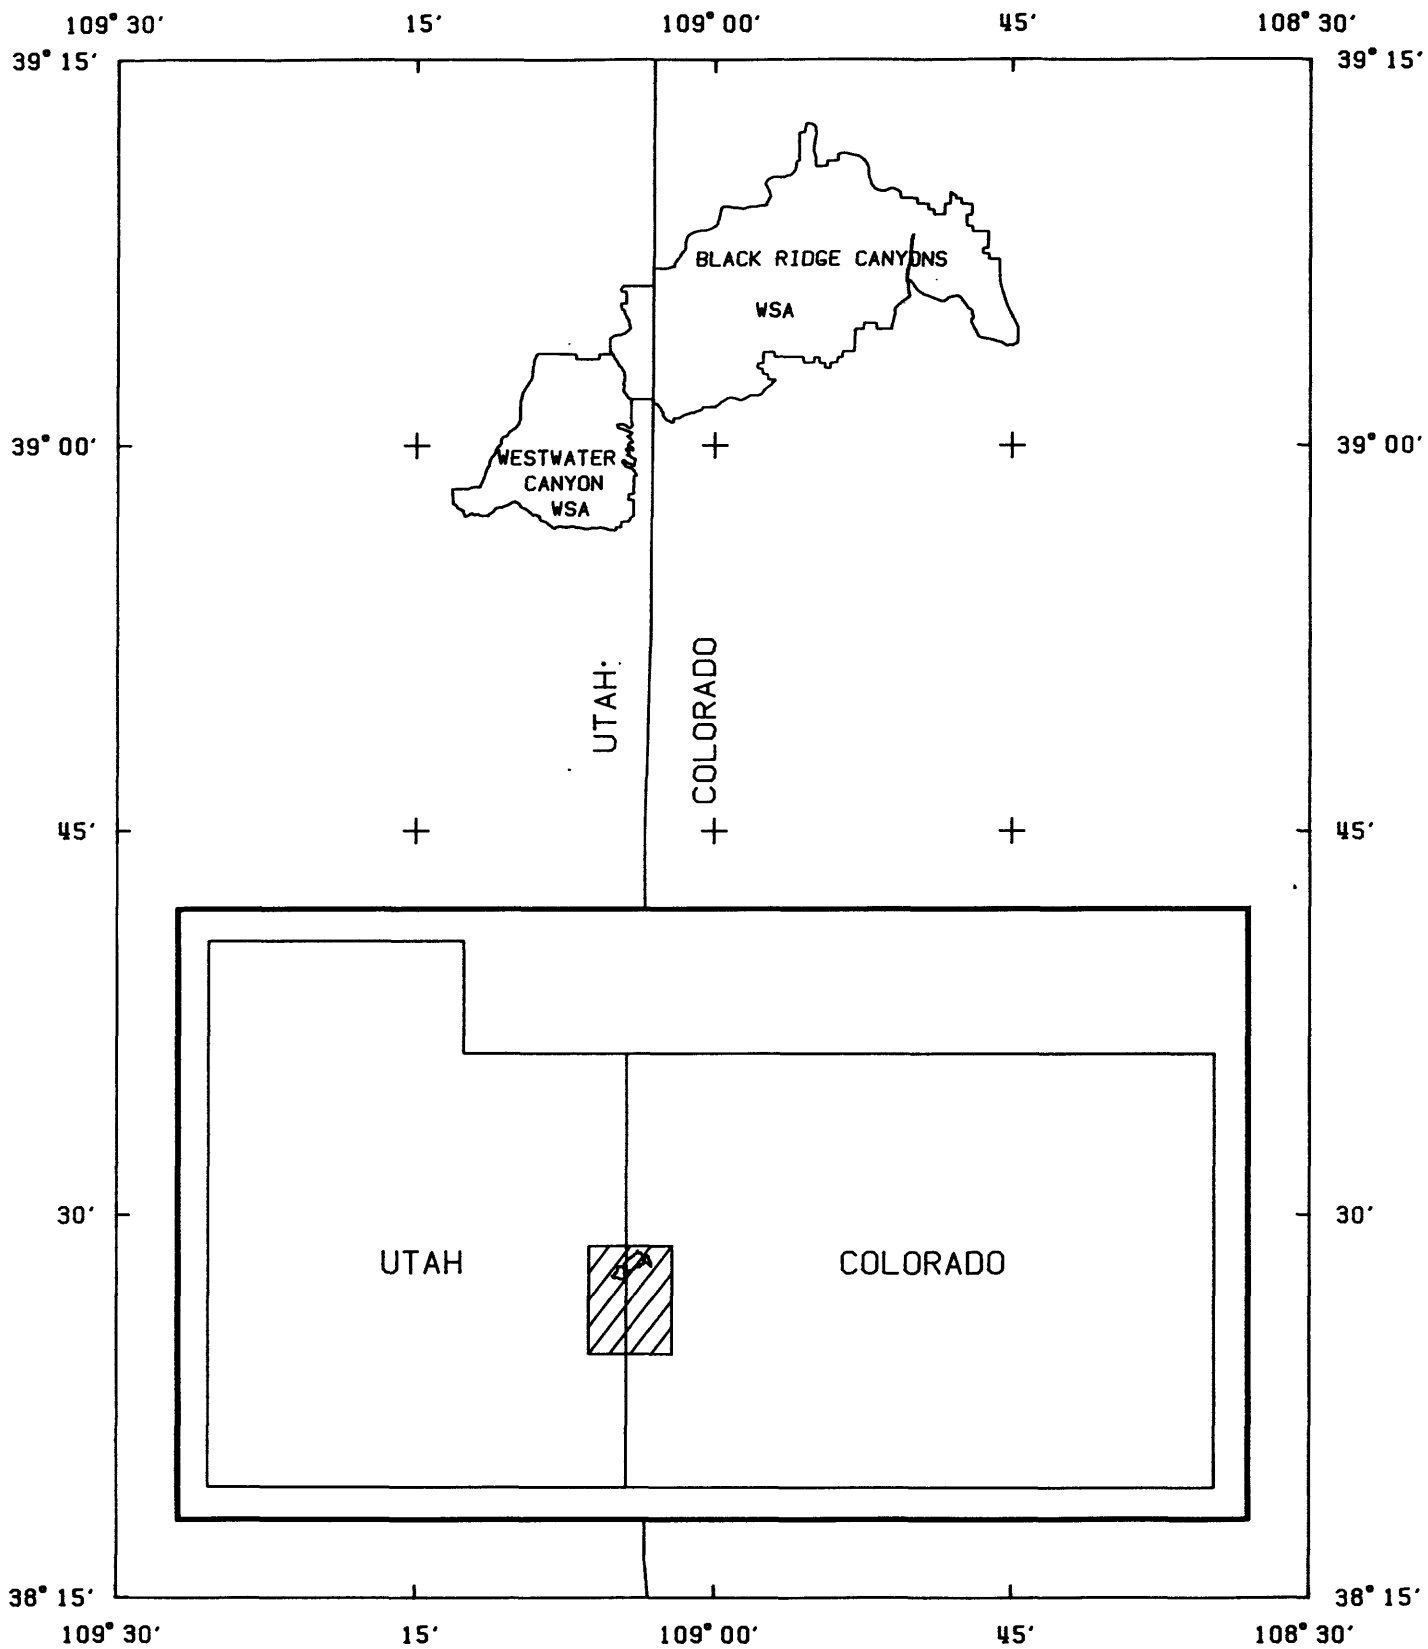 109° 30′ 15′ 109° 00′ 45′ 108° 30′
39° 15′ 39° 15′
BLACK RIDGE CANYONS
WSA
39° 00′ 39° 00′
WESTWATER
CANYON
WSA
UTAH
COLORADO
45′ 45′
30′ 30′
UTAH COLORADO
38° 15′ 38° 15′
109° 30′ 15′ 109° 00′ 45′ 108° 30′